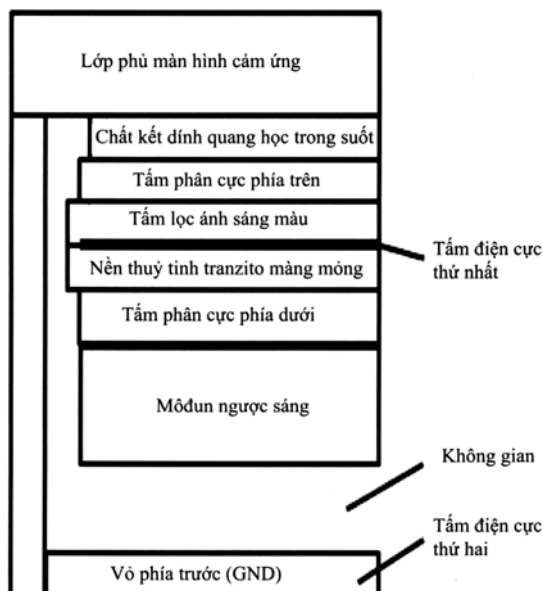 Lớp phủ màn hình cảm ứng
Chất kết dính quang học trong suốt
Tấm phân cực phía trên
Tấm lọc ánh sáng màu
Tấm điện cực
thứ nhất
Nền thuỷ tinh tranzito màng mỏng
Tấm phân cực phía dưới
Môđun ngược sáng
Không gian
Tấm điện cực
thứ hai
Vỏ phía trước (GND)